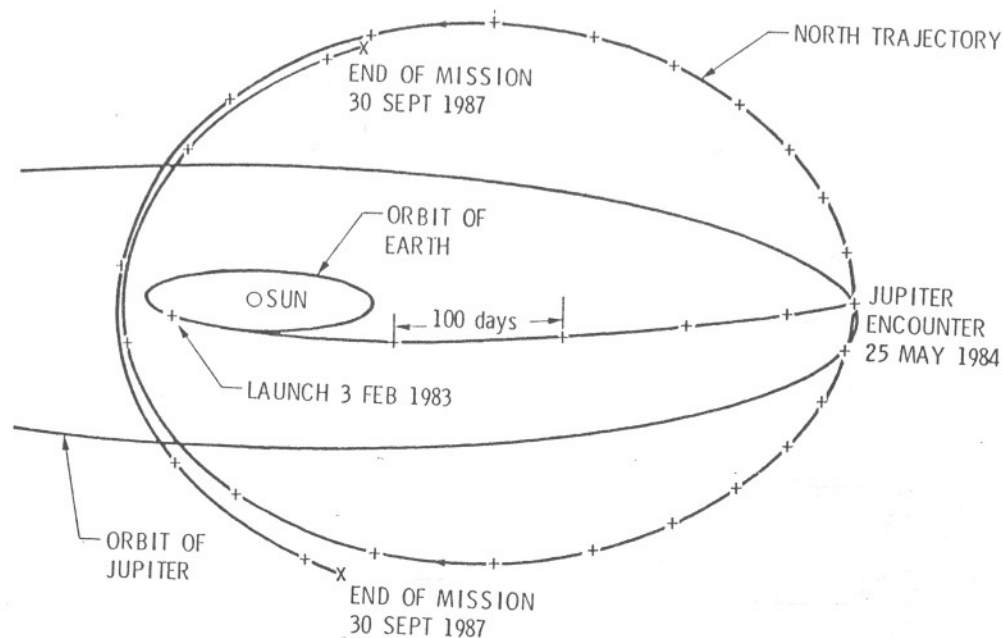 NORTH TRAJECTORY
END OF MISSION
30 SEPT 1987
ORBIT OF
EARTH
SUN
100 days
JUPITER
ENCOUNTER
25 MAY 1984
LAUNCH 3 FEB 1983
ORBIT OF
JUPITER
END OF MISSION
30 SEPT 1987